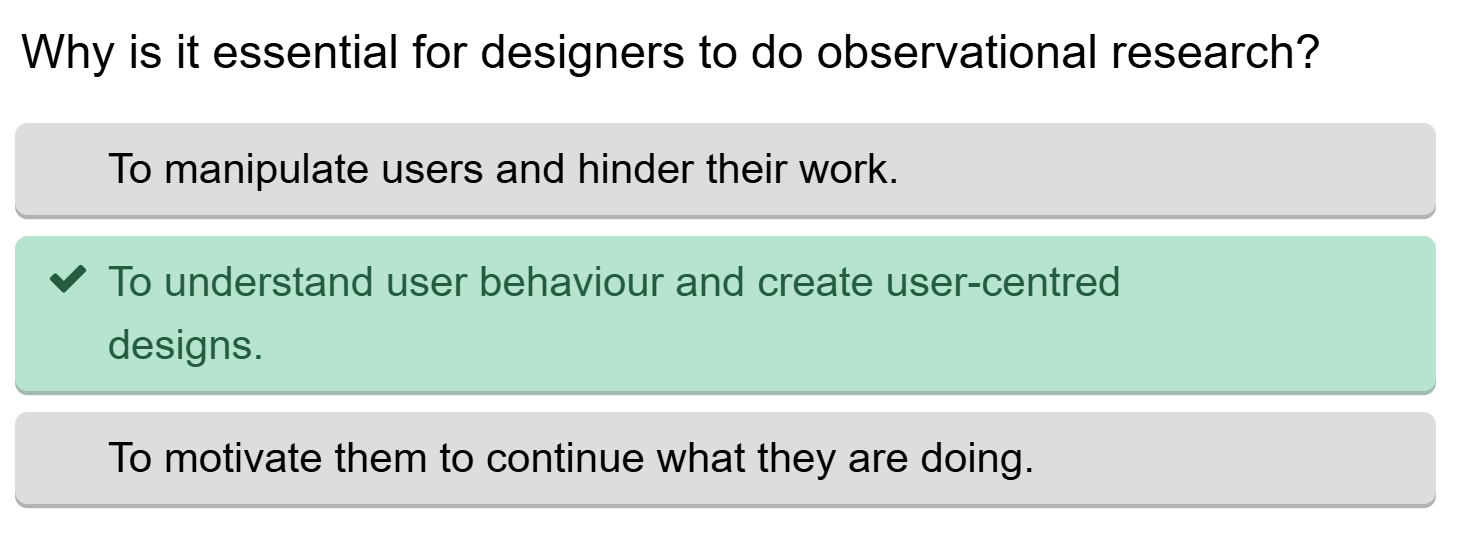 Why is it essential for designers to do observational research?
To manipulate users and hinder their work.
To understand user behaviour and create user-centred
designs.
To motivate them to continue what they are doing.